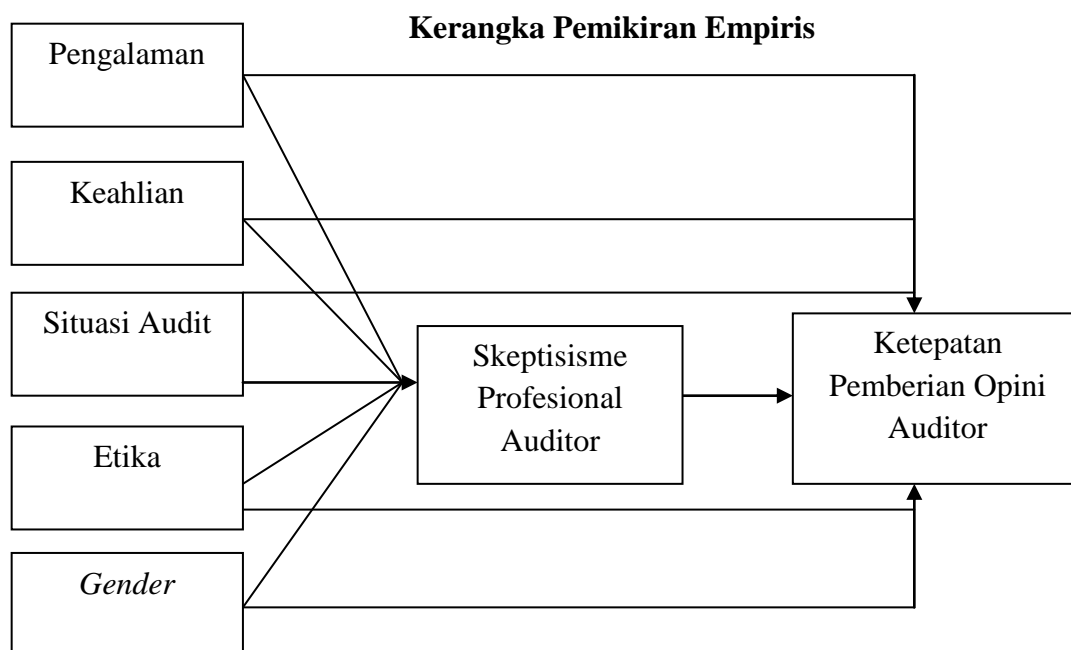 Kerangka Pemikiran Empiris
Pengalaman
Keahlian
Situasi Audit
Etika
Gender
Skeptisisme
Profesional
Auditor
Ketepatan
Pemberian Opini
Auditor